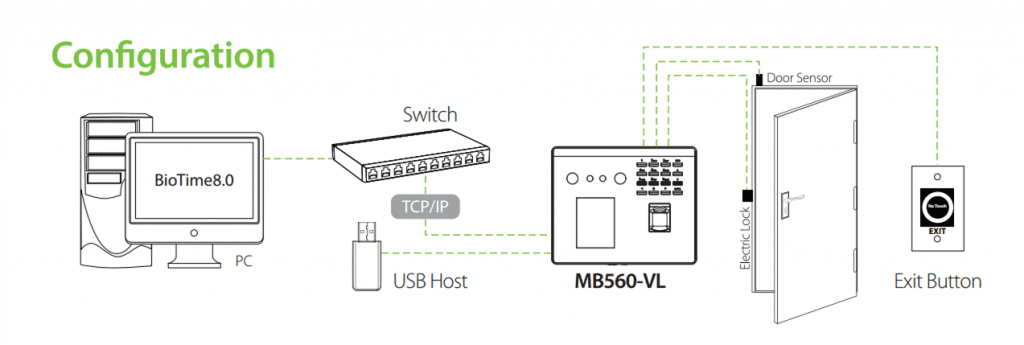 Configuration
Door Sensor
Switch
BioTime8.0
TCP/IP
No Touch
EXIT
Electric Lock
PC
USB Host
MB560-VL
Exit Button